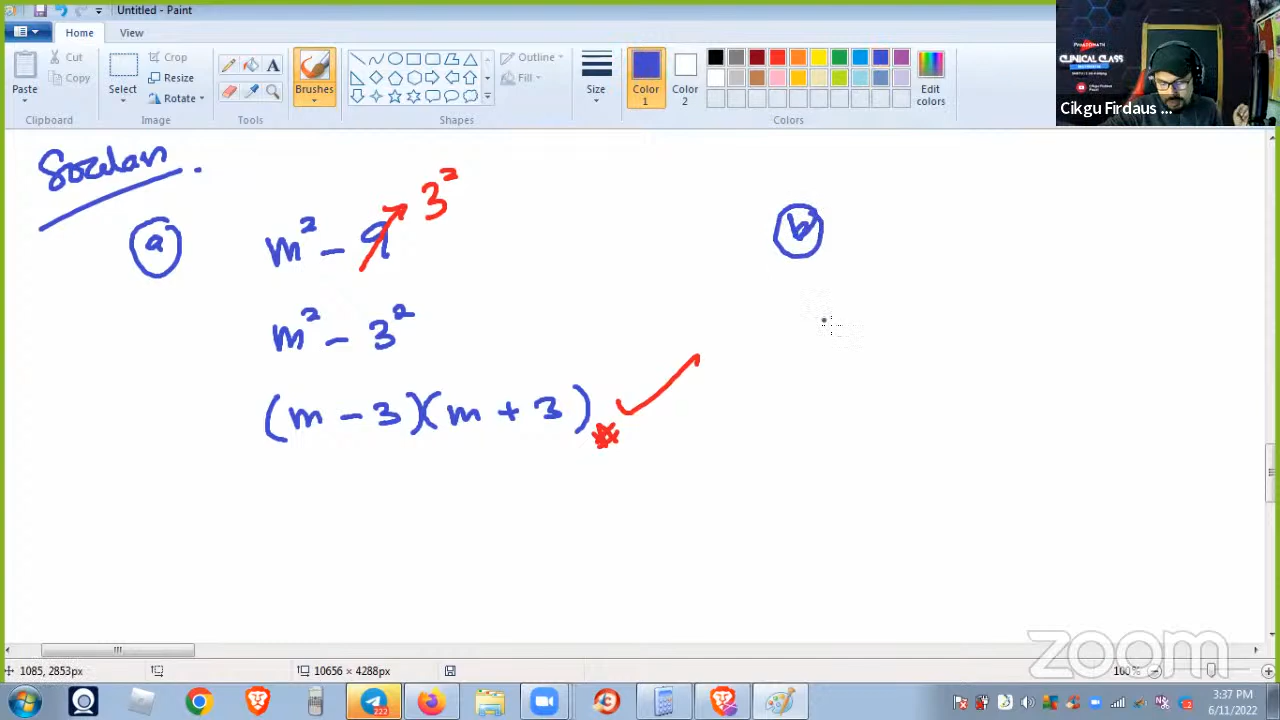 Untitled - Paint
Home View
Paste
Cut
Copy
Clipboard
Select
Crop
Resize
Rotate
Image
A
Tools
Brushes
Outline
Fill
Shapes
Size
Color 1
Color 2
Edit colors
Colors
CLINICAL CLASS
Cikgu Firdaus ...
Soalan.
a
m² - 9 3²
m² - 3²
(m - 3)(m + 3)
b
zoom
1085, 2853px
10656 × 4288px
100%
222
3:37 PM
6/11/2022